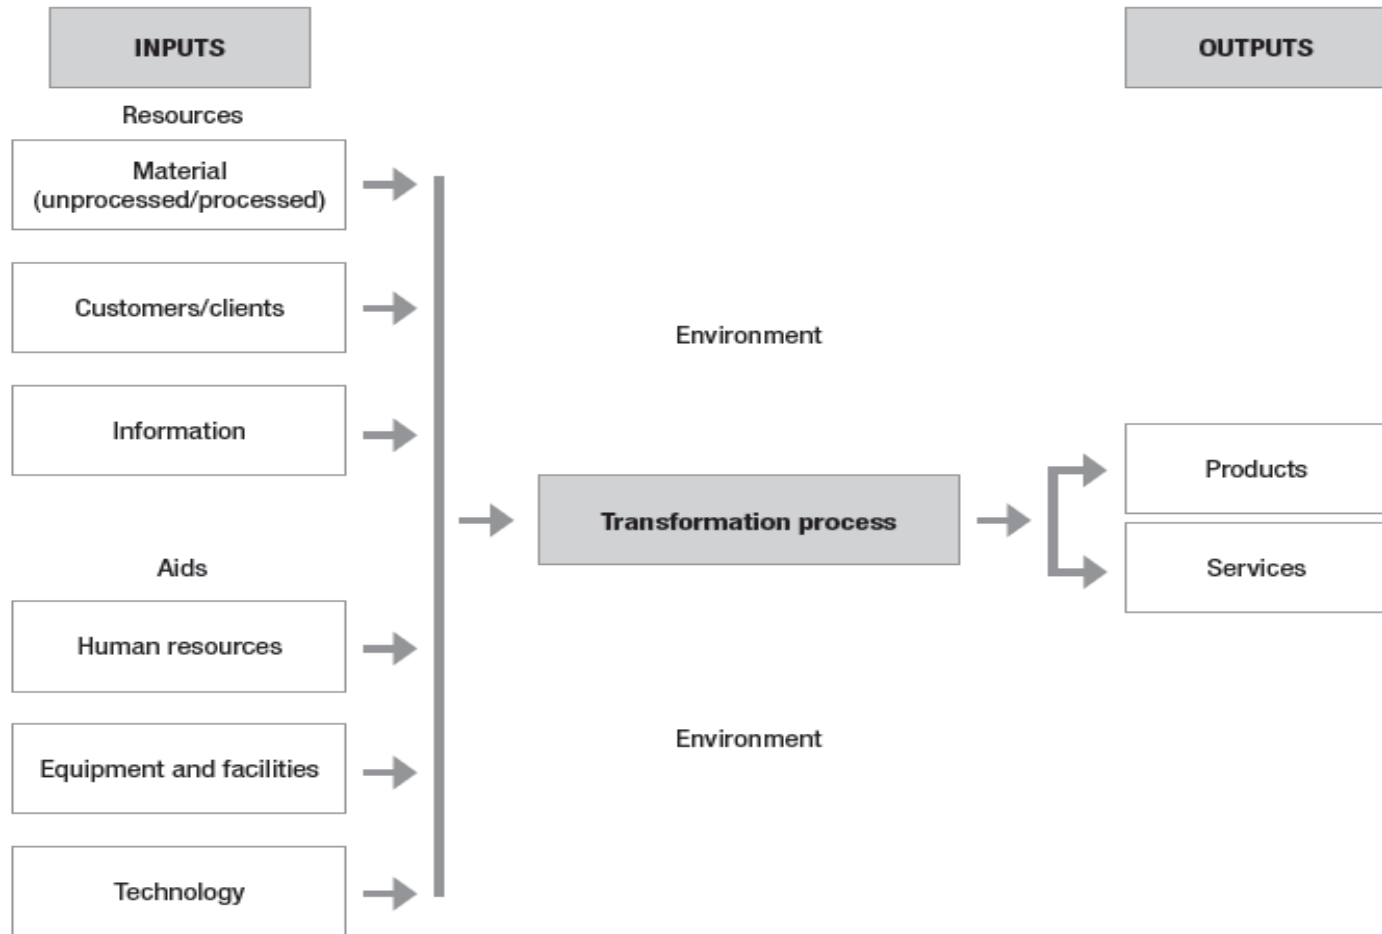 INPUTS
OUTPUTS
Resources
Material
(unprocessed/processed)
Customers/clients
Information
Aids
Human resources
Equipment and facilities
Technology
Environment
Transformation process
Environment
Products
Services